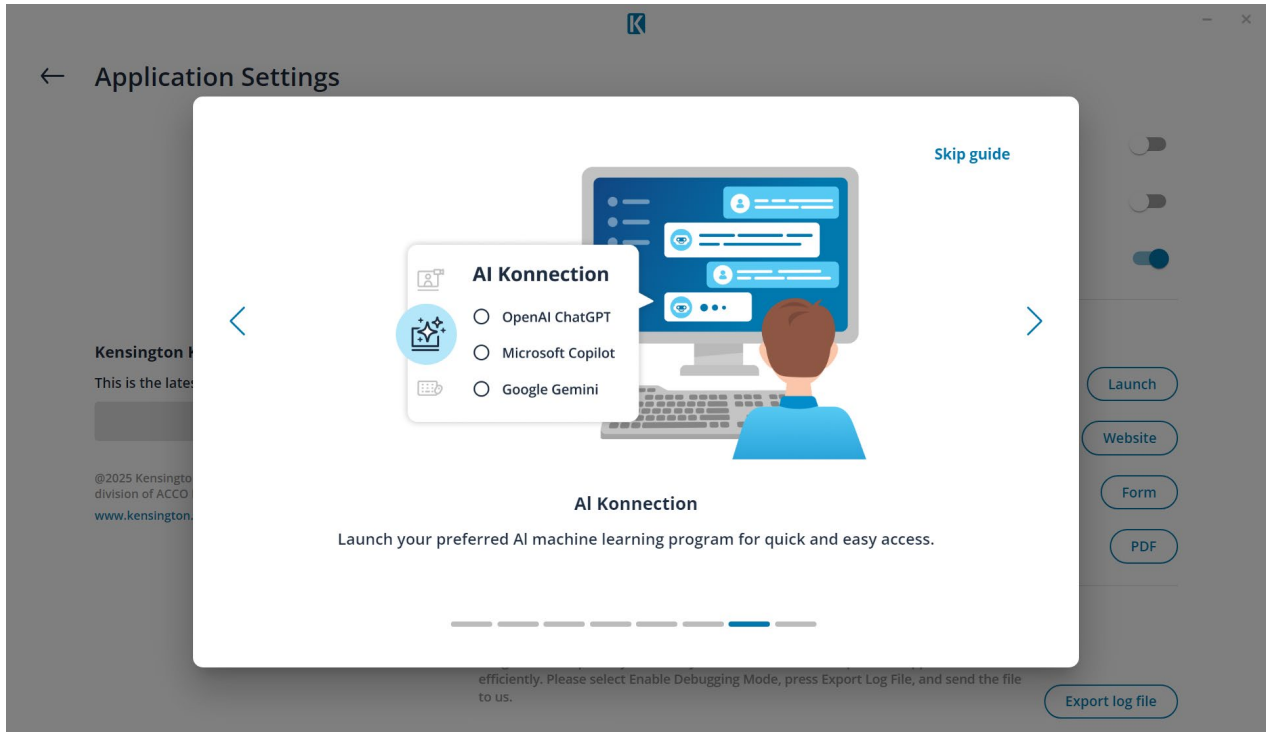 K
Application Settings
Skip guide
AI Konnection
OpenAI ChatGPT
Microsoft Copilot
Google Gemini
Kensington
This is the
Launch
Website
@2025
division of ACCO
www.kensington.
Form
PDF
AI Konnection
Launch your preferred AI machine learning program for quick and easy access.
efficiently. Please select Enable Debugging Mode, press Export Log File, and send the file
to us.
Export log file